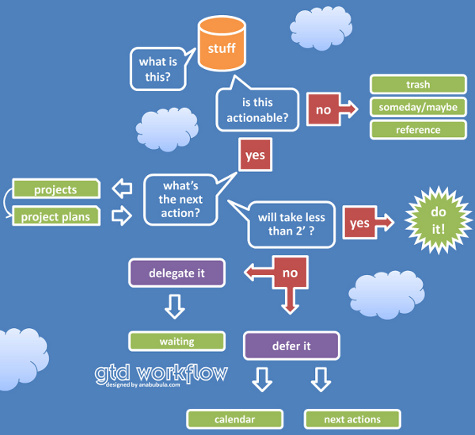 stuff
what is
this?
is this
actionable?
no
trash
someday/maybe
reference
yes
projects
project plans
what's
the next
action?
will take less
than 2' ?
yes
do
it!
delegate it
no
waiting
defer it
gtd workflow
designed by anabubula.com
calendar
next actions